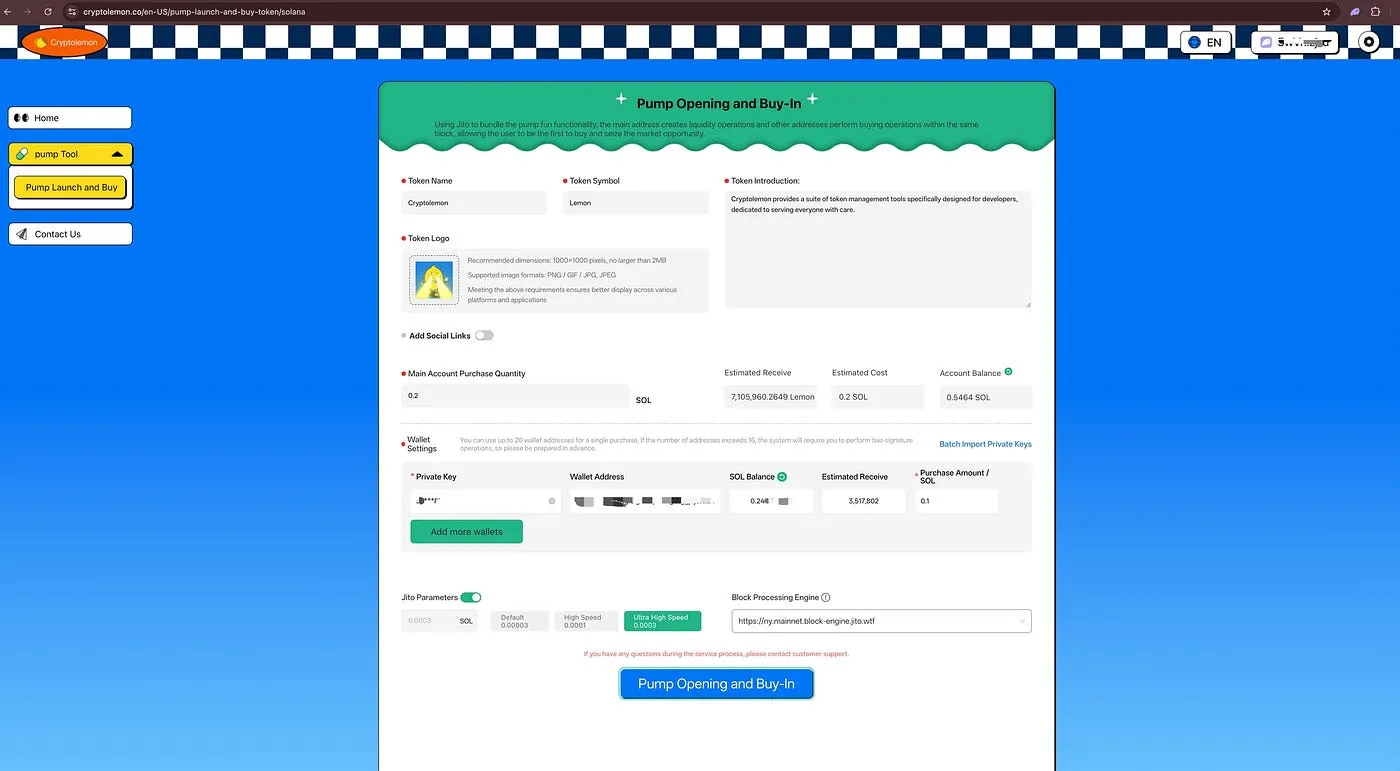 cryptolemon.co/en-US/pump-launch-and-buy-token/solana
Cryptolemon
EN
Home
pump Tool
Pump Launch and Buy
Contact Us
Pump Opening and Buy-In
Using Jito to bundle the pump.fun functionality, the main address creates liquidity operations and other addresses perform buying operations within the same
block, allowing the user to be the first to buy and seize the market opportunity.
Token Name
Token Symbol
Token Introduction:
Cryptolemon
Lemon
Cryptolemon provides a suite of token management tools specifically designed for developers,
dedicated to serving everyone with care.
Token Logo
Recommended dimensions: 1000×1000 pixels, no larger than 2MB
Supported image formats: PNG / GIF / JPG, JPEG
Meeting the above requirements ensures better display across various
platforms and applications
Add Social Links
Main Account Purchase Quantity
Estimated Receive
Estimated Cost
Account Balance
0.2
SOL
7,105,960.2649 Lemon
0.2 SOL
0.5464 SOL
Wallet
Settings
You can use up to 20 wallet addresses for a single purchase. If the number of addresses exceeds 16, the system will require you to perform two signature
operations, so please be prepared in advance.
Batch Import Private Keys
* Private Key
Wallet Address
SOL Balance
Estimated Receive
* Purchase Amount /
SOL
3,517,802
0.1
Add more wallets
Jito Parameters
Block Processing Engine
0.0003
SOL
Default
0.00003
High Speed
0.0001
Ultra High Speed
0.0003
https://ny.mainnet.block-engine.jito.wtf
If you have any questions during the service process, please contact customer support.
Pump Opening and Buy-In